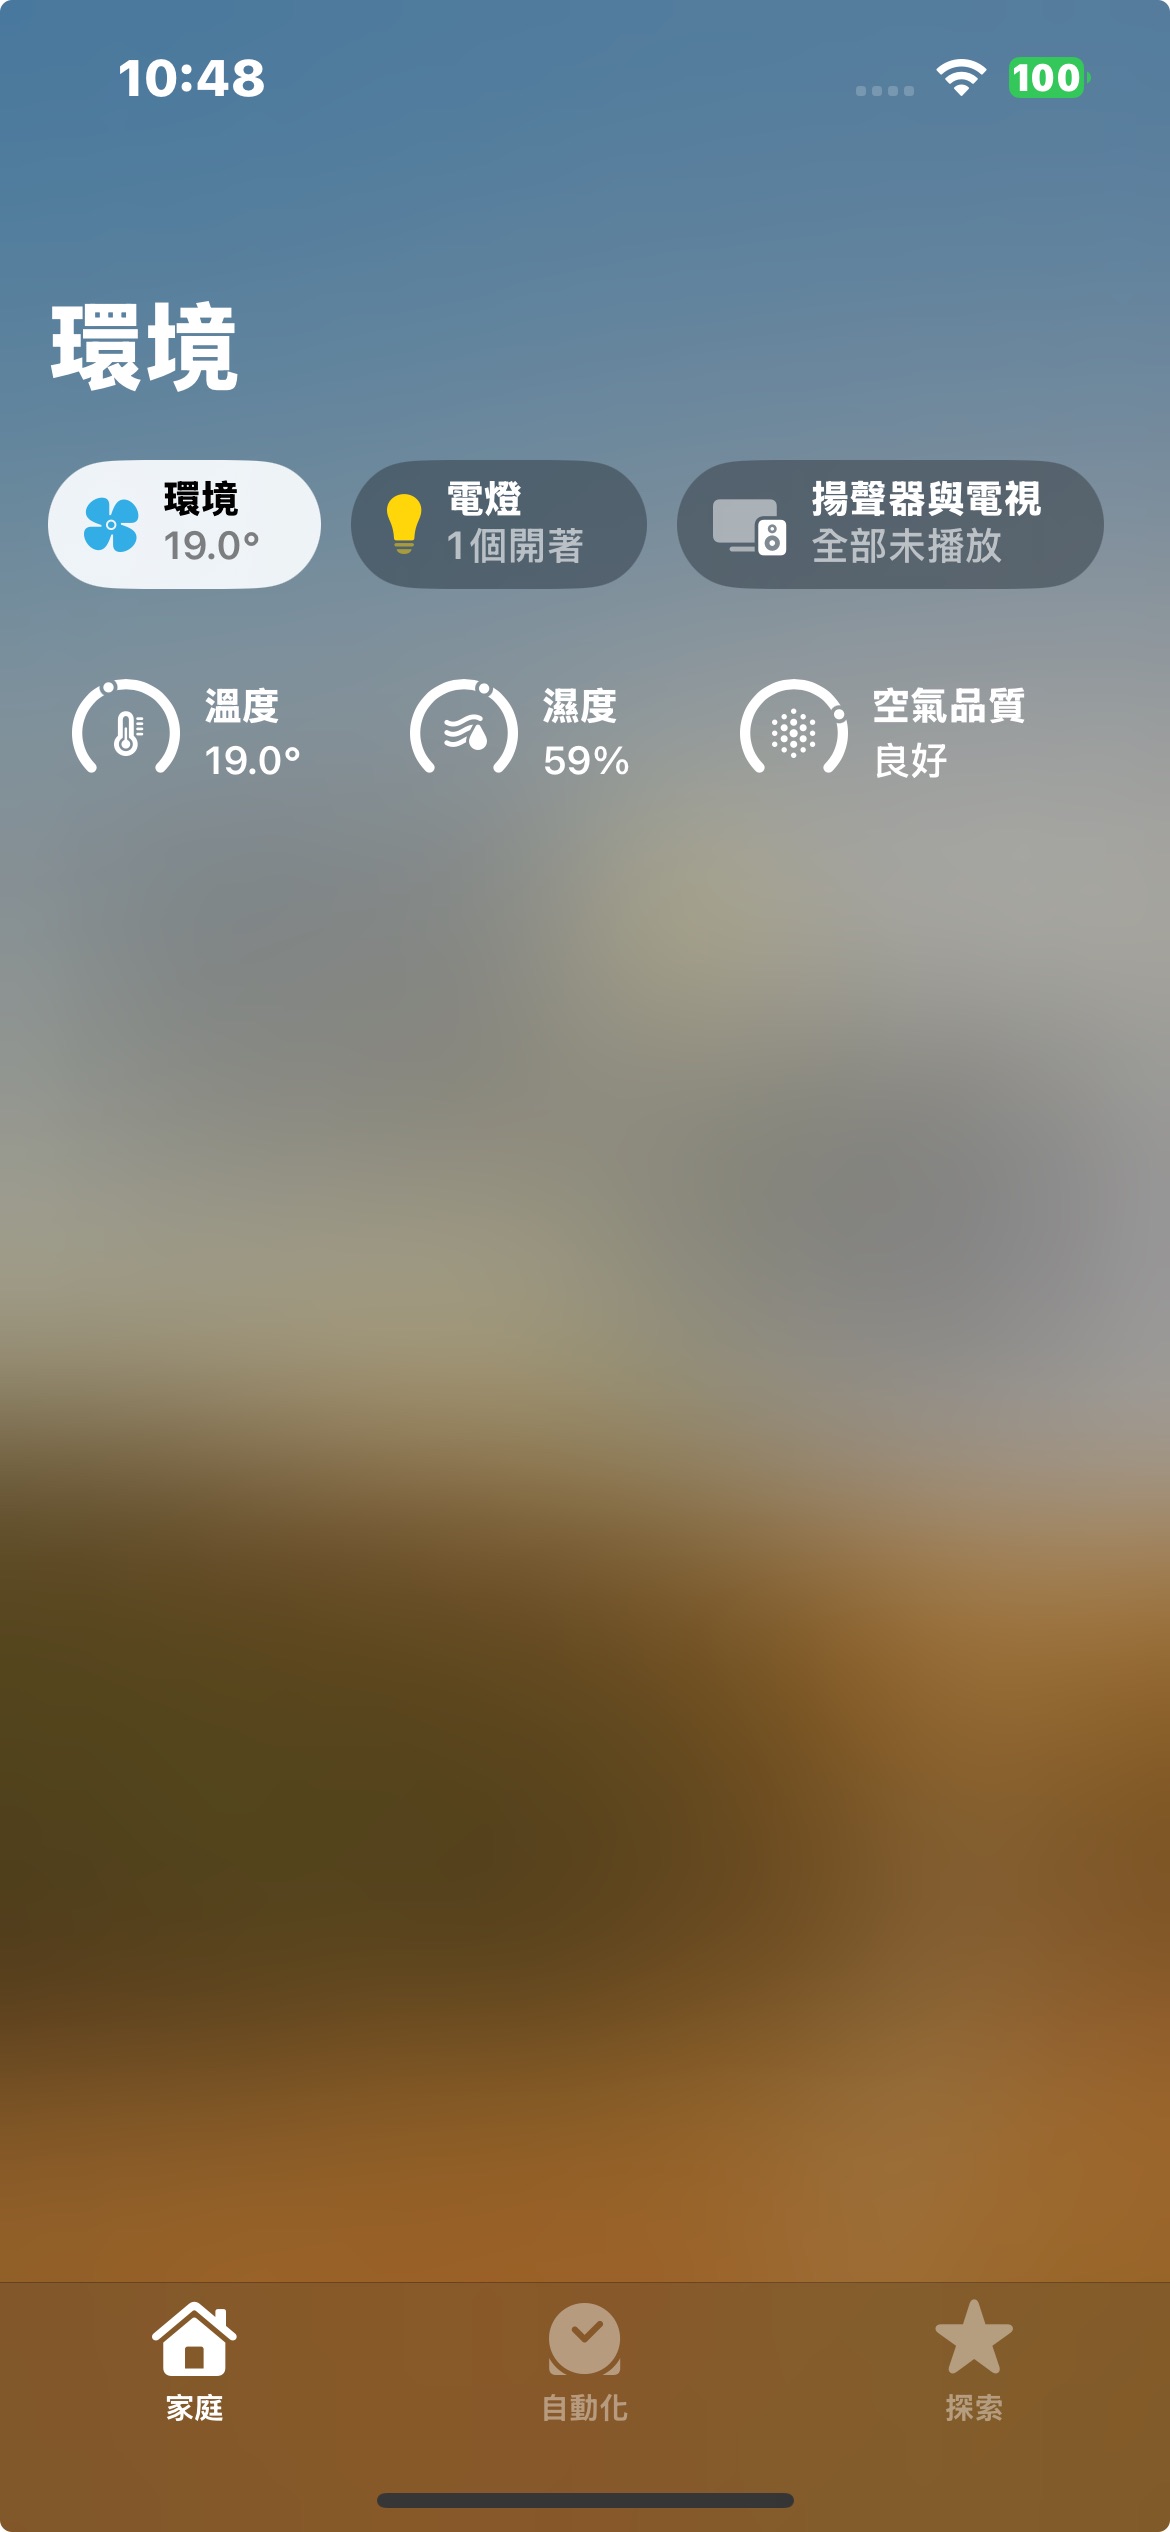 10:48
100
環境
環境
19.0°
電燈
1個開著
揚聲器與電視
全部未播放
溫度
19.0°
濕度
59%
空氣品質
良好
家庭
自動化
探索